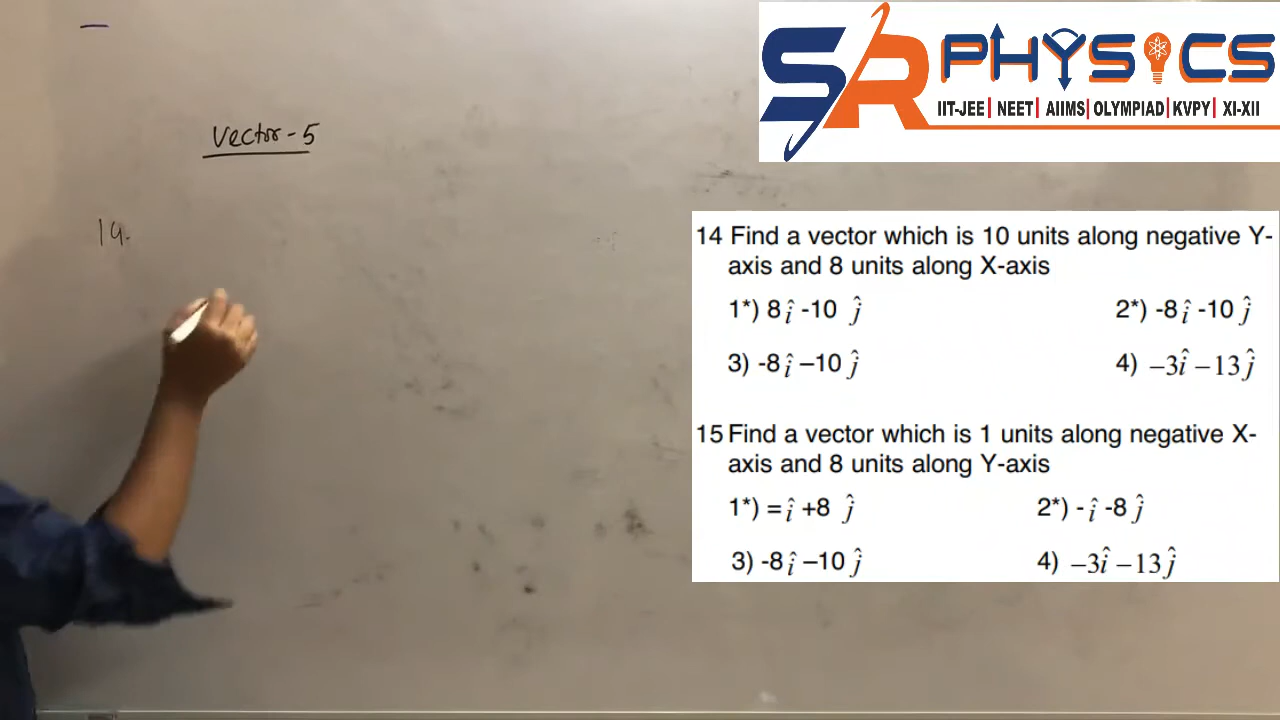 SR PHYSICS
IIT-JEE | NEET | AIIMS | OLYMPIAD | KVPY | XI-XII
Vector-5
14.
14 Find a vector which is 10 units along negative Y-
axis and 8 units along X-axis
1*) 8 î -10 ĵ 2*) -8 î -10 ĵ
3) -8 î –10 ĵ 4) –3î –13ĵ
15 Find a vector which is 1 units along negative X-
axis and 8 units along Y-axis
1*) = î +8 ĵ 2*) - î -8 ĵ
3) -8 î –10 ĵ 4) –3î –13ĵ